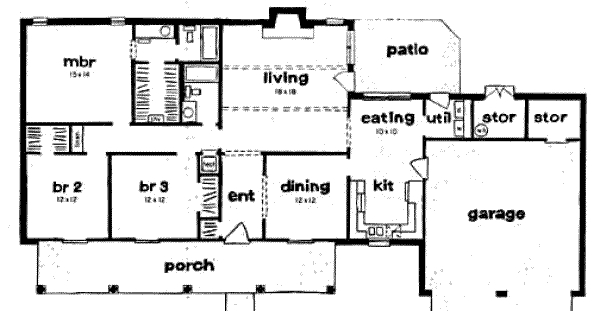 mbr
15 x 14
living
18 x 18
patio
eating
10 x 10
util
stor
stor
br 2
12 x 12
br 3
12 x 12
ent
dining
12 x 12
kit
garage
porch